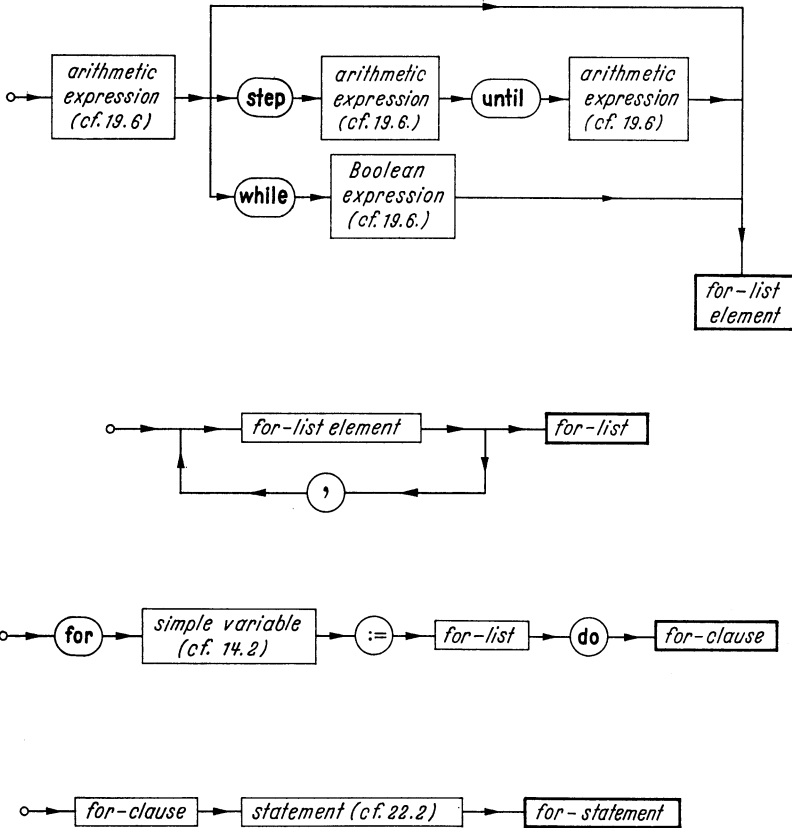 arithmetic
expression
(cf. 19.6)
step
arithmetic
expression
(cf. 19.6.)
until
arithmetic
expression
(cf. 19.6)
while
Boolean
expression
(cf. 19.6.)
for-list
element
for-list element
for-list
,
for
simple variable
(cf. 14.2)
:=
for-list
do
for-clause
for-clause
statement (cf. 22.2)
for-statement